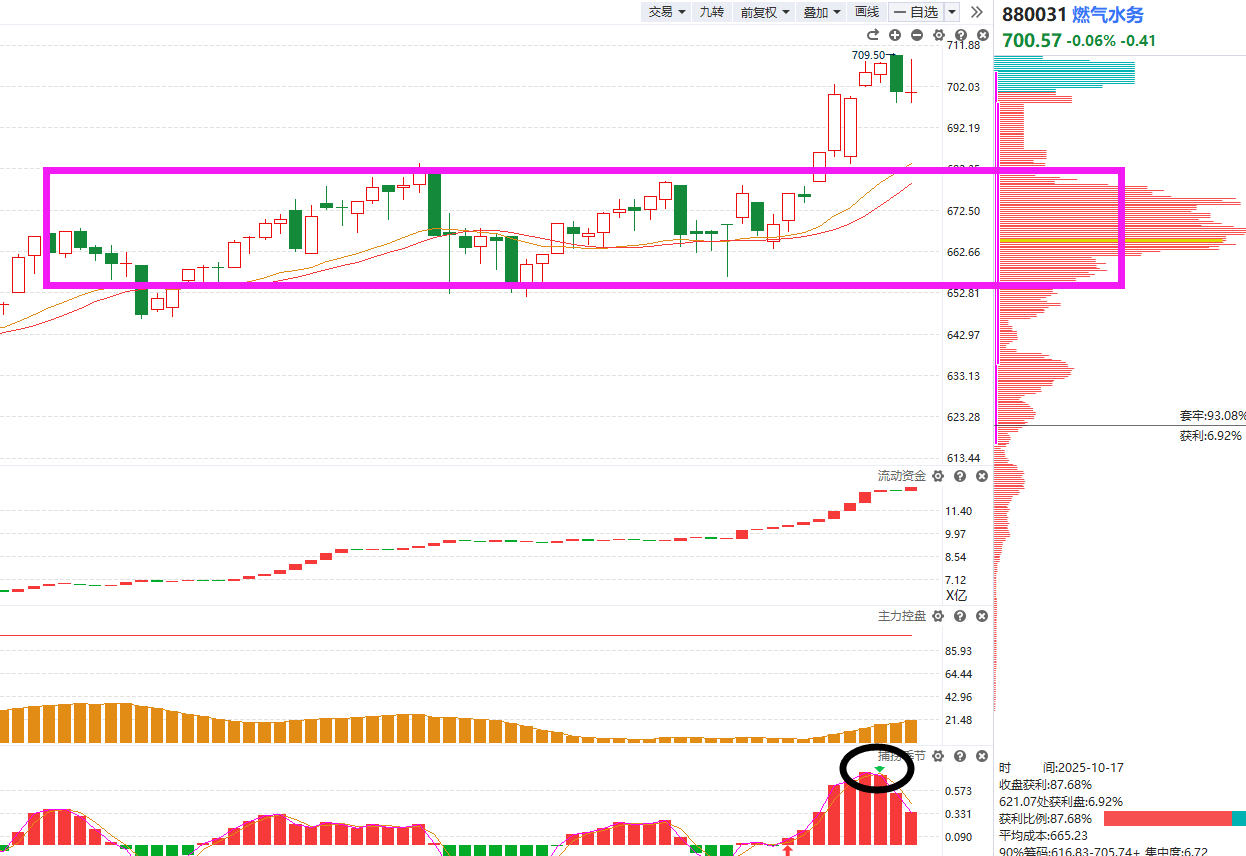 交易 九转 前复权 叠加 画线 一 自选
880031 燃气水务
700.57 -0.06% -0.41
711.88
709.50
702.03
692.19
672.50
662.66
652.81
642.97
633.13
623.28
613.44
套牢:93.08%
获利:6.92%
流动资金
11.40
9.97
8.54
7.12
X亿
主力控盘
85.93
64.44
42.96
21.48
季节
0.573
0.331
0.090
时 间:2025-10-17
收盘获利:87.68%
621.07处获利盘:6.92%
获利比例:87.68%
平均成本:665.23
90%筹码:616.83-705.74+ 集中度:6.72